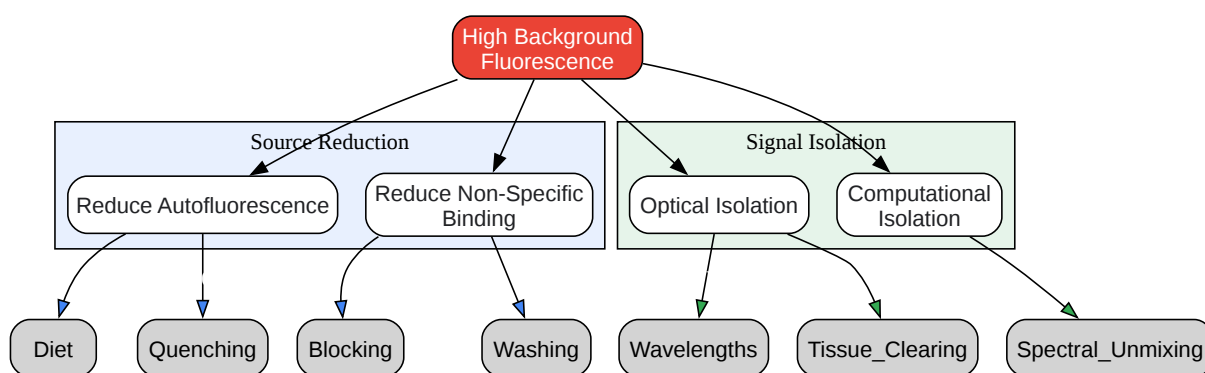 High Background
Fluorescence
Source Reduction
Signal Isolation
Reduce Autofluorescence
Reduce Non-Specific
Binding
Optical Isolation
Computational
Isolation
Diet
Quenching
Blocking
Washing
Wavelengths
Tissue_Clearing
Spectral_Unmixing